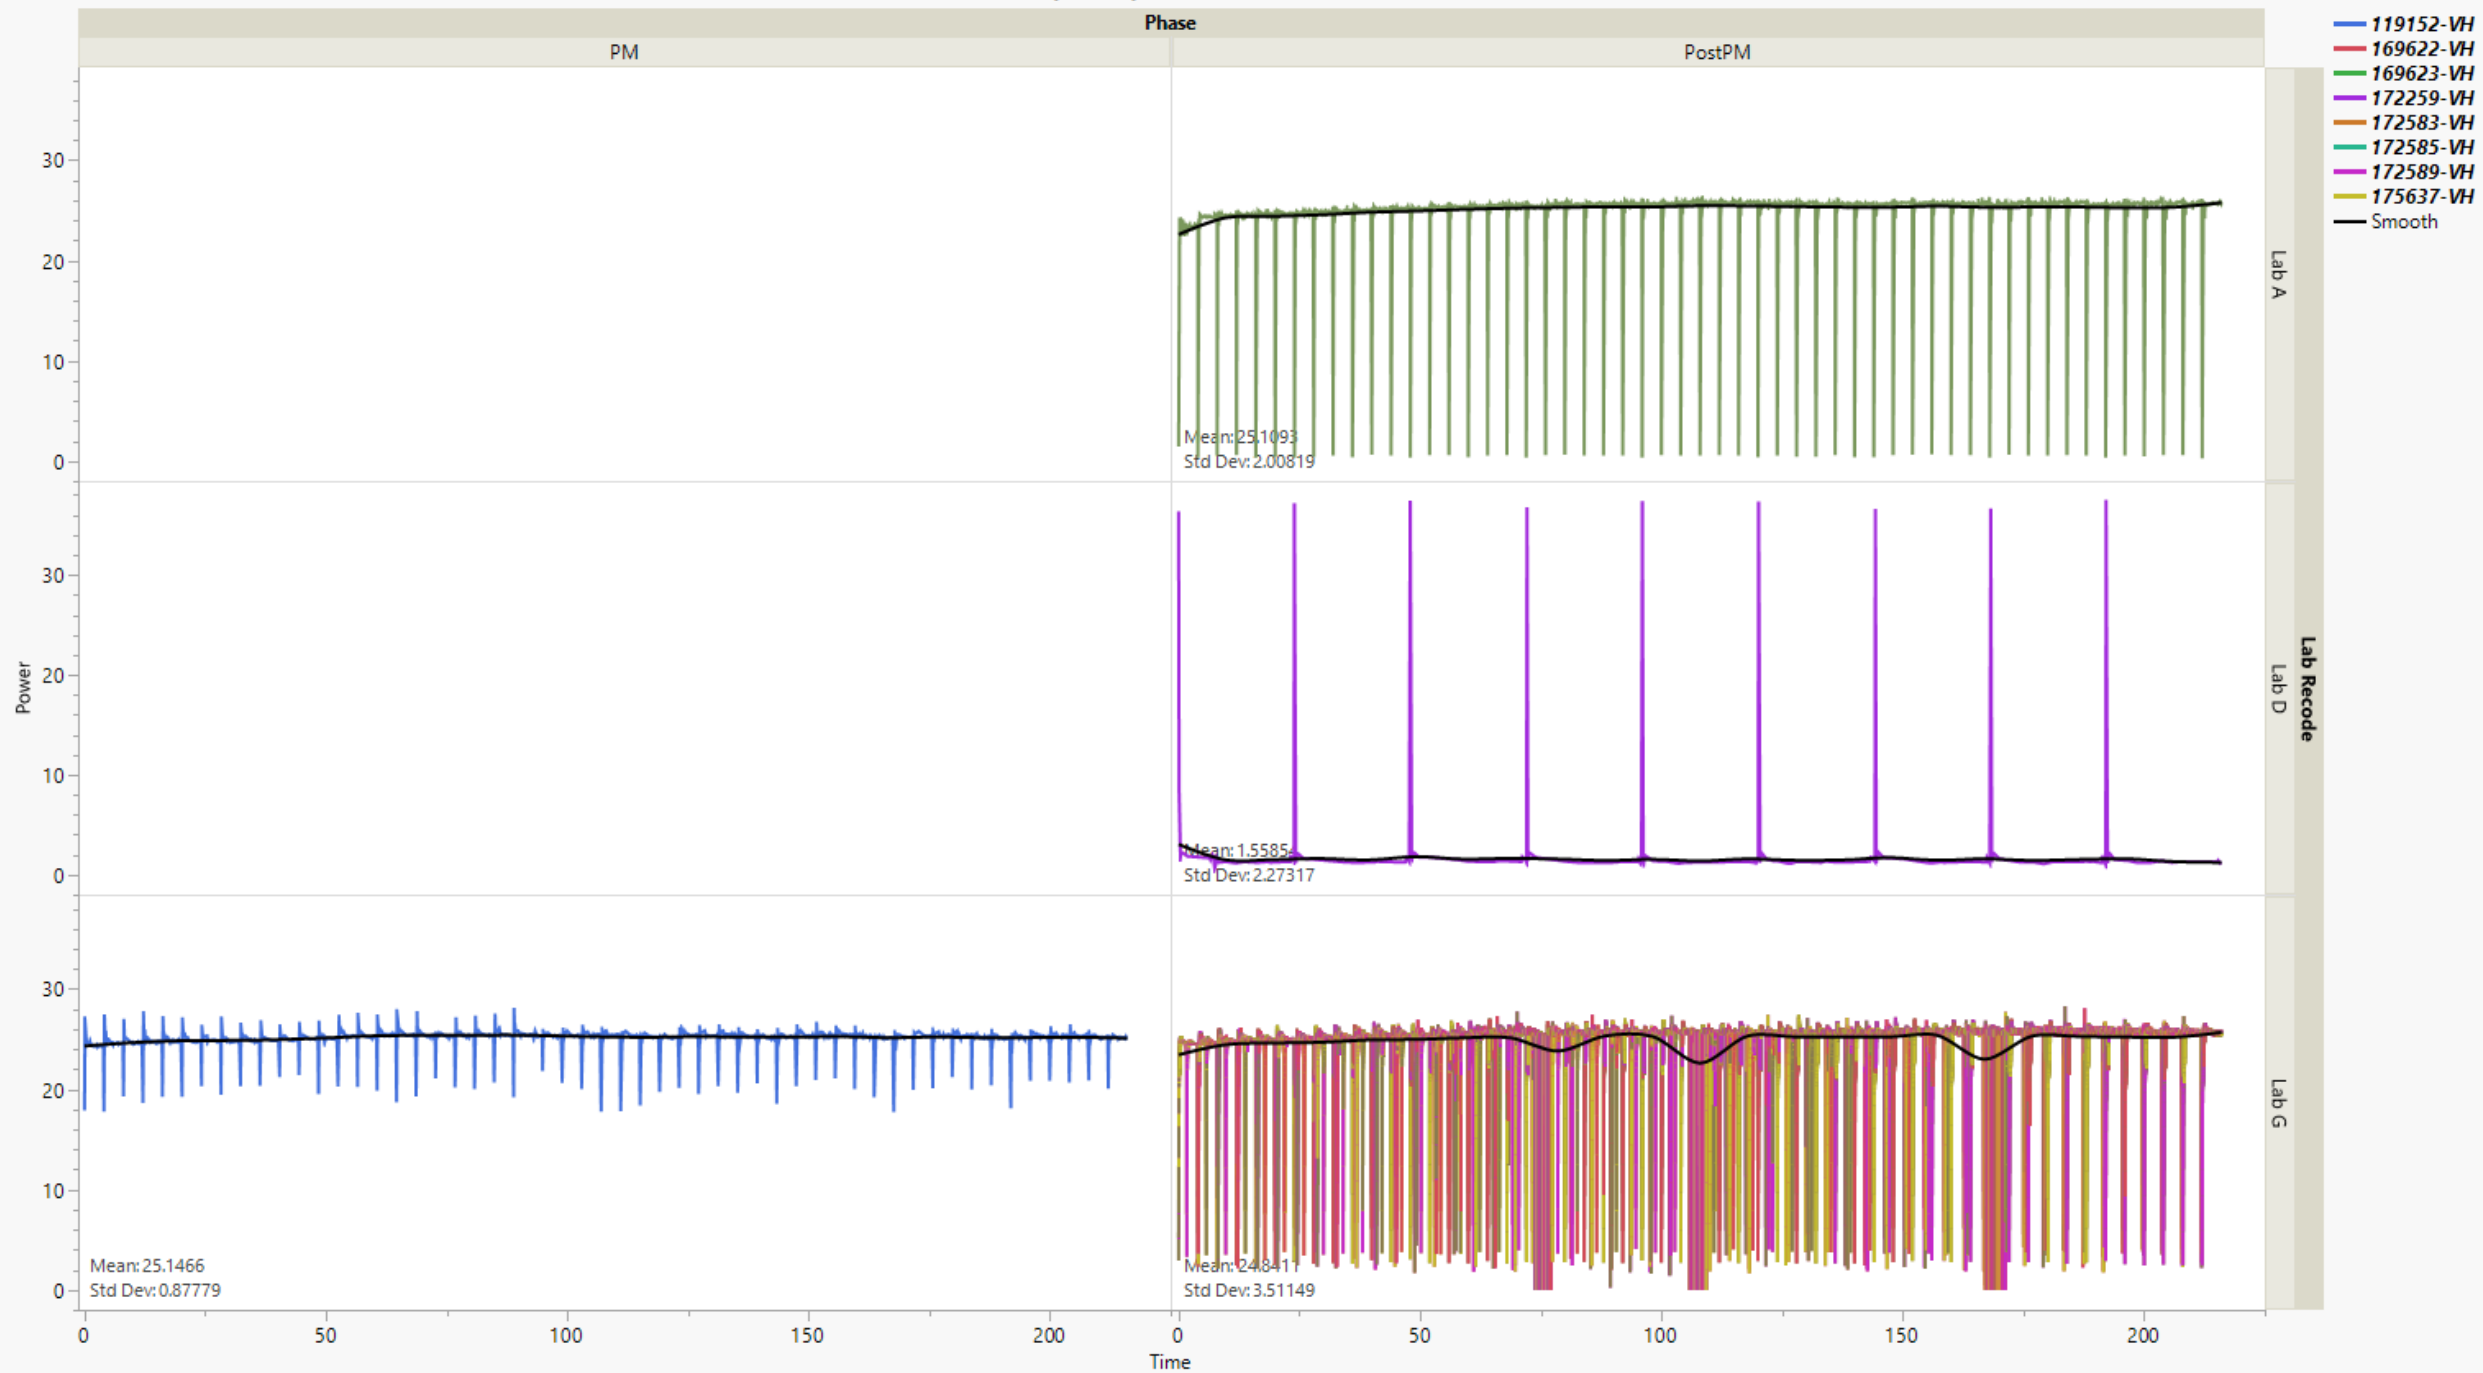 Phase
PM
PostPM
119152-VH
169622-VH
169623-VH
172259-VH
172583-VH
172585-VH
172589-VH
175637-VH
Smooth
30
20
10
0
Mean: 25.1093
Std Dev: 2.00819
Lab A
Power
30
20
10
0
Mean: 1.5585
Std Dev: 2.27317
Lab D
Lab Recode
30
20
10
0
Mean: 25.1466
Std Dev: 0.87779
Mean: 24.8411
Std Dev: 3.51149
Lab G
0 50 100 150 200 0 50 100 150 200
Time